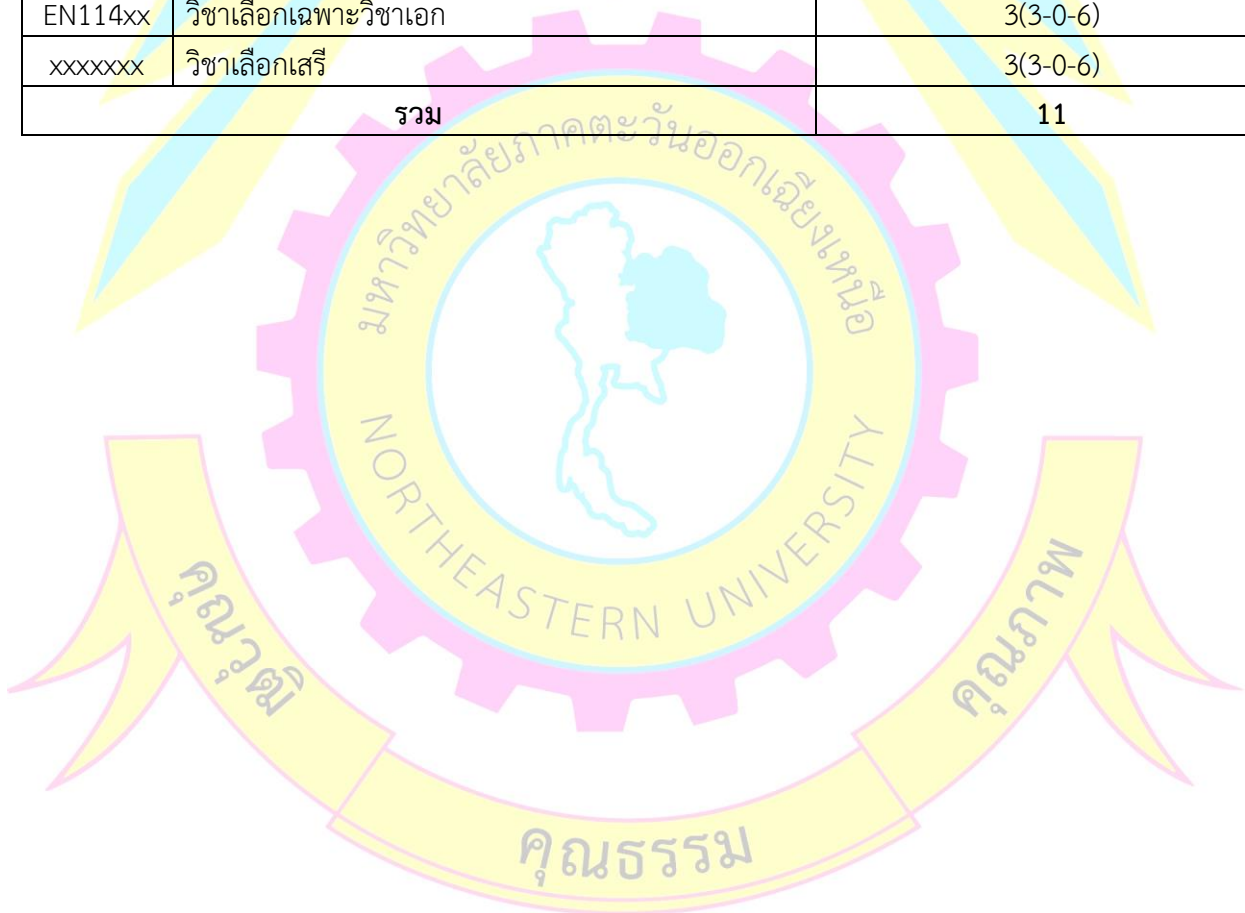 EN114xx วิชาเลือกเฉพาะวิชาเอก 3(3-0-6)
xxxxxxx วิชาเลือกเสรี 3(3-0-6)
รวม 11
มหาวิทยาลัยภาคตะวันออกเฉียงเหนือ
NORTHEASTERN UNIVERSITY
คุณวุฒิ
คุณธรรม
คุณภาพ